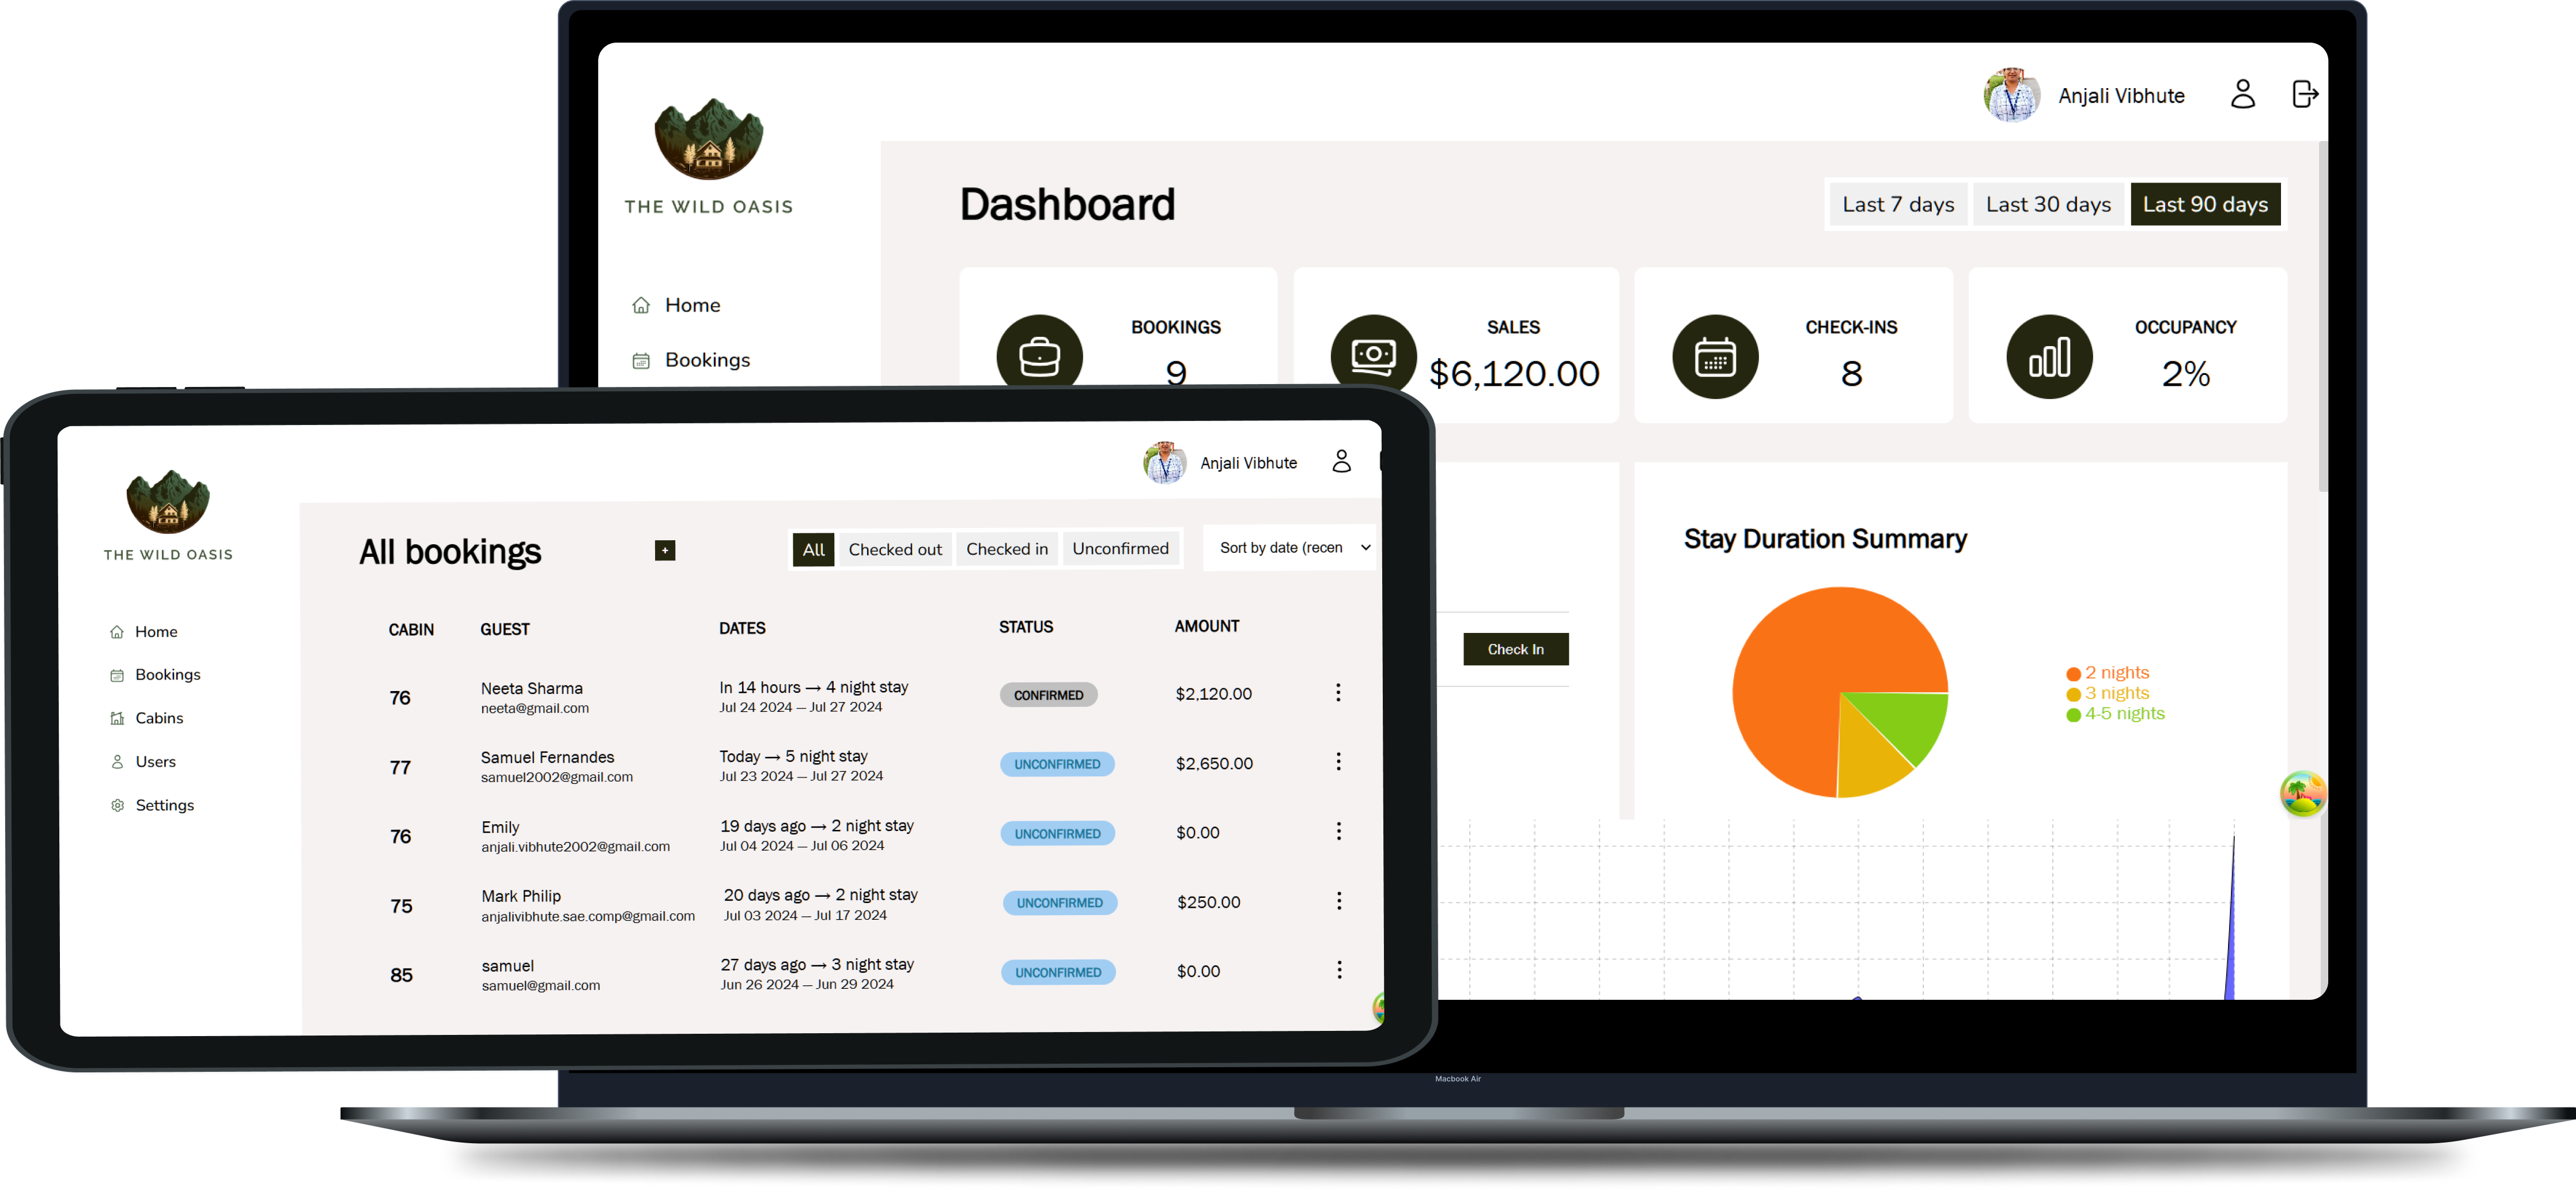 THE WILD OASIS
Home
Bookings
Anjali Vibhute
Dashboard
Last 7 days
Last 30 days
Last 90 days
BOOKINGS
9
SALES
$6,120.00
CHECK-INS
8
OCCUPANCY
2%
Check In
Stay Duration Summary
2 nights
3 nights
4-5 nights
Macbook Air
THE WILD OASIS
Home
Bookings
Cabins
Users
Settings
Anjali Vibhute
All bookings
+
All
Checked out
Checked in
Unconfirmed
Sort by date (recen
CABIN GUEST DATES STATUS AMOUNT
76 Neeta Sharma In 14 hours → 4 night stay CONFIRMED $2,120.00
neeta@gmail.com Jul 24 2024 — Jul 27 2024
77 Samuel Fernandes Today → 5 night stay UNCONFIRMED $2,650.00
samuel2002@gmail.com Jul 23 2024 — Jul 27 2024
76 Emily 19 days ago → 2 night stay UNCONFIRMED $0.00
anjali.vibhute2002@gmail.com Jul 04 2024 — Jul 06 2024
75 Mark Philip 20 days ago → 2 night stay UNCONFIRMED $250.00
anjalivibhute.sae.comp@gmail.com Jul 03 2024 — Jul 17 2024
85 samuel 27 days ago → 3 night stay UNCONFIRMED $0.00
samuel@gmail.com Jun 26 2024 — Jun 29 2024